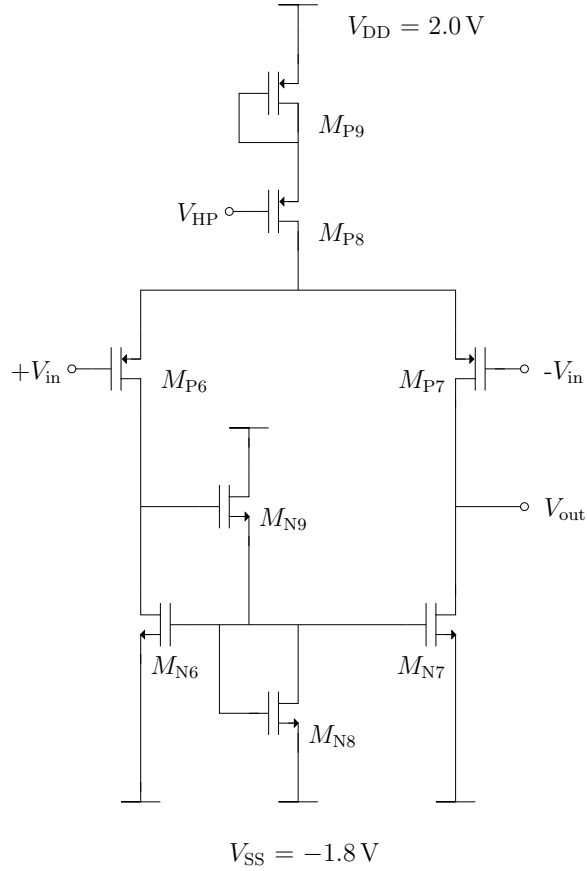 V_DD = 2.0 V
M_P9
V_HP
M_P8
+V_in
M_P6
M_P7
-V_in
M_N9
V_out
M_N6
M_N7
M_N8
V_SS = −1.8 V